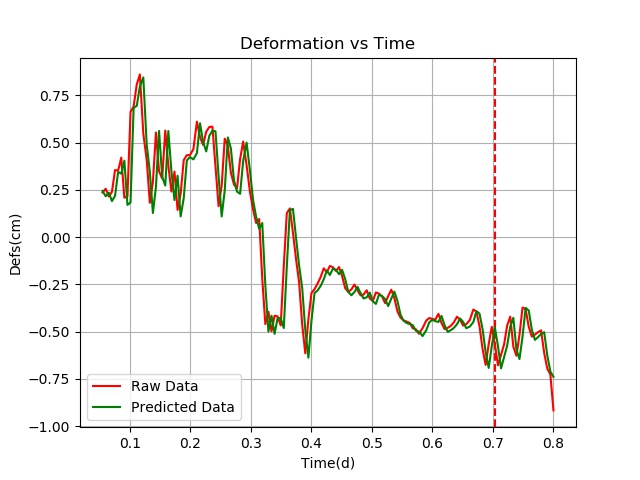 Deformation vs Time
Defs(cm)
0.75
0.50
0.25
0.00
−0.25
−0.50
−0.75
−1.00
Raw Data
Predicted Data
0.1 0.2 0.3 0.4 0.5 0.6 0.7 0.8
Time(d)